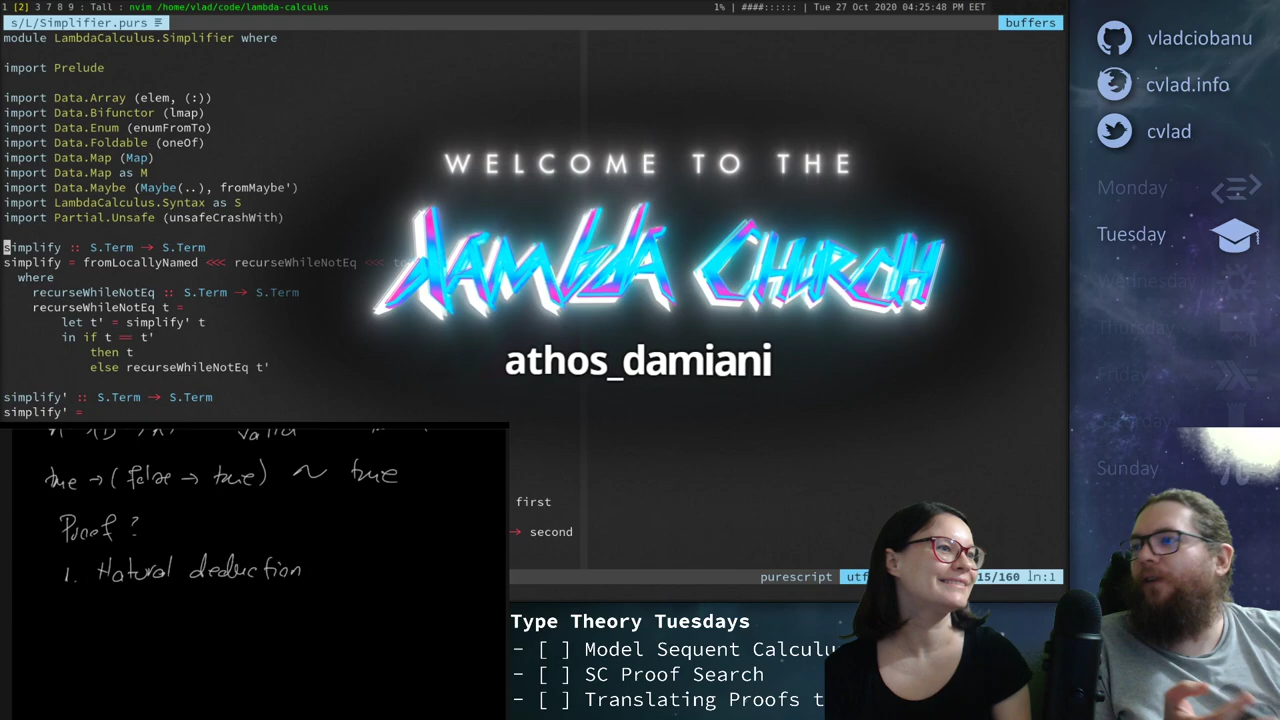 1 [2] 3 7 8 9 : Tall : nvim /home/vlad/code/lambda-calculus
1% | ####:::::: | Tue 27 Oct 2020 04:25:48 PM EET
s/L/Simplifier.purs
buffers
module LambdaCalculus.Simplifier where
import Prelude
import Data.Array (elem, (:))
import Data.Bifunctor (lmap)
import Data.Enum (enumFromTo)
import Data.Foldable (oneOf)
import Data.Map (Map)
import Data.Map as M
import Data.Maybe (Maybe(..), fromMaybe')
import LambdaCalculus.Syntax as S
import Partial.Unsafe (unsafeCrashWith)
simplify :: S.Term → S.Term
simplify = fromLocallyNamed <<< recurseWhileNotEq <<<
where
recurseWhileNotEq :: S.Term → S.Term
recurseWhileNotEq t =
let t' = simplify' t
in if t == t'
then t
else recurseWhileNotEq t'
simplify' :: S.Term → S.Term
simplify' =
WELCOME TO THE
LAMBDA CHURCH
athos_damiani
first
→ second
purescript
utf
15/160 ln:1
valid
true → (false → true) ~ true
Proof ?
1. Natural deduction
Type Theory Tuesdays
- [ ] Model Sequent Calculu
- [ ] SC Proof Search
- [ ] Translating Proofs t
vladciobanu
cvlad.info
cvlad
Monday
Tuesday
Wednesday
Thursday
Friday
Saturday
Sunday